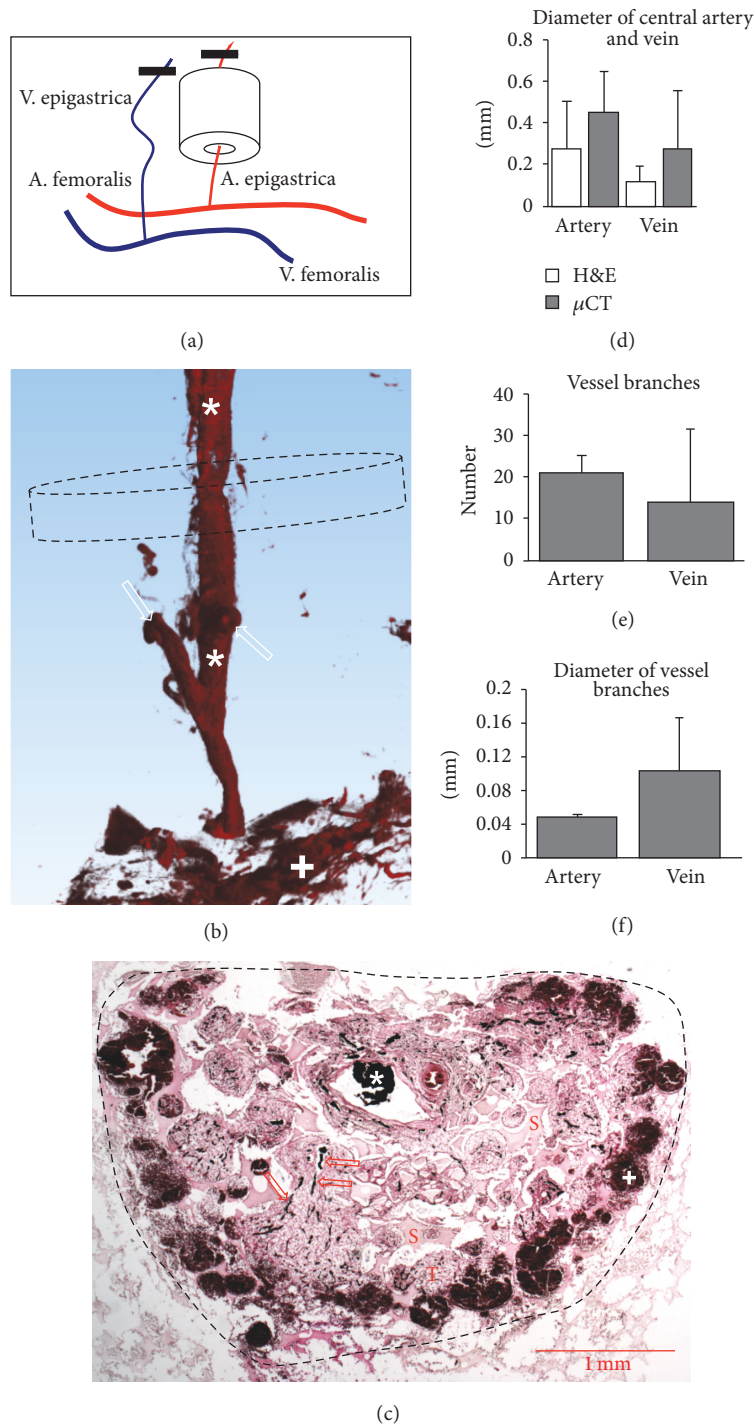 V. epigastrica
A. femoralis
A. epigastrica
V. femoralis
(a)
*
*
+
(b)
*
S
+
S
I
1 mm
(c)
Diameter of central artery
and vein
(mm)
0.8
0.6
0.4
0.2
0
Artery
Vein
H&E
μCT
(d)
Vessel branches
Number
40
30
20
10
0
Artery
Vein
(e)
Diameter of vessel
branches
(mm)
0.2
0.16
0.12
0.08
0.04
0
Artery
Vein
(f)